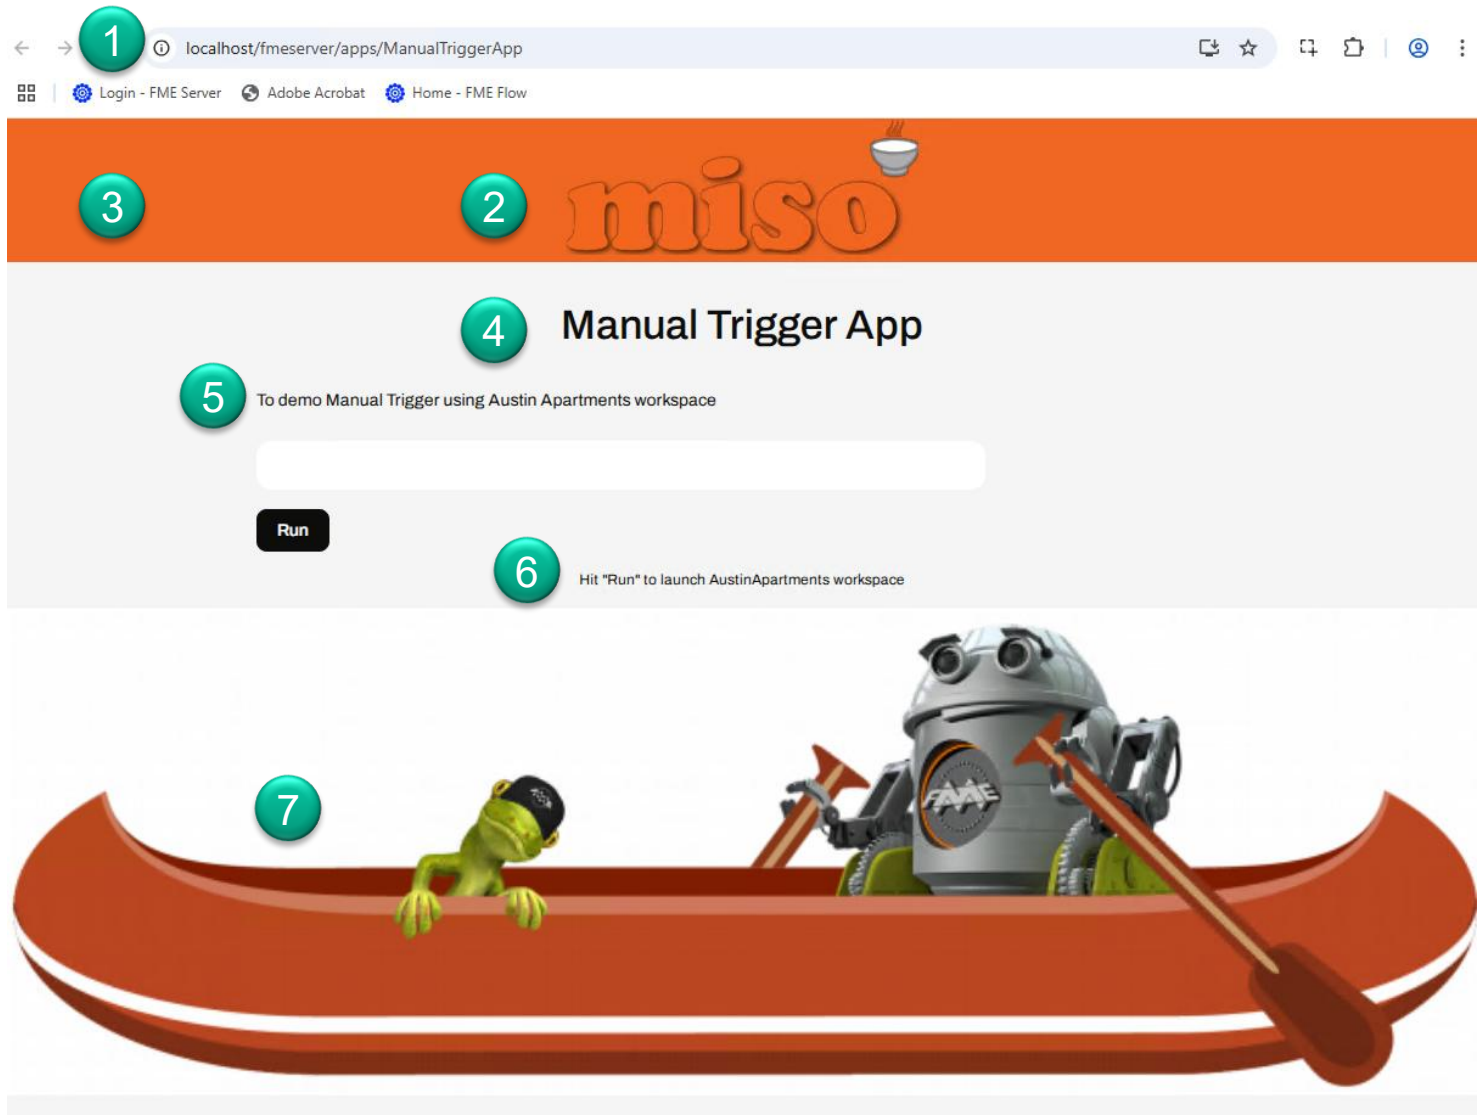 1
localhost/fmeserver/apps/ManualTriggerApp
Login - FME Server Adobe Acrobat Home - FME Flow
3
2
miso
4
Manual Trigger App
5
To demo Manual Trigger using Austin Apartments workspace
Run
6
Hit "Run" to launch AustinApartments workspace
7
FME